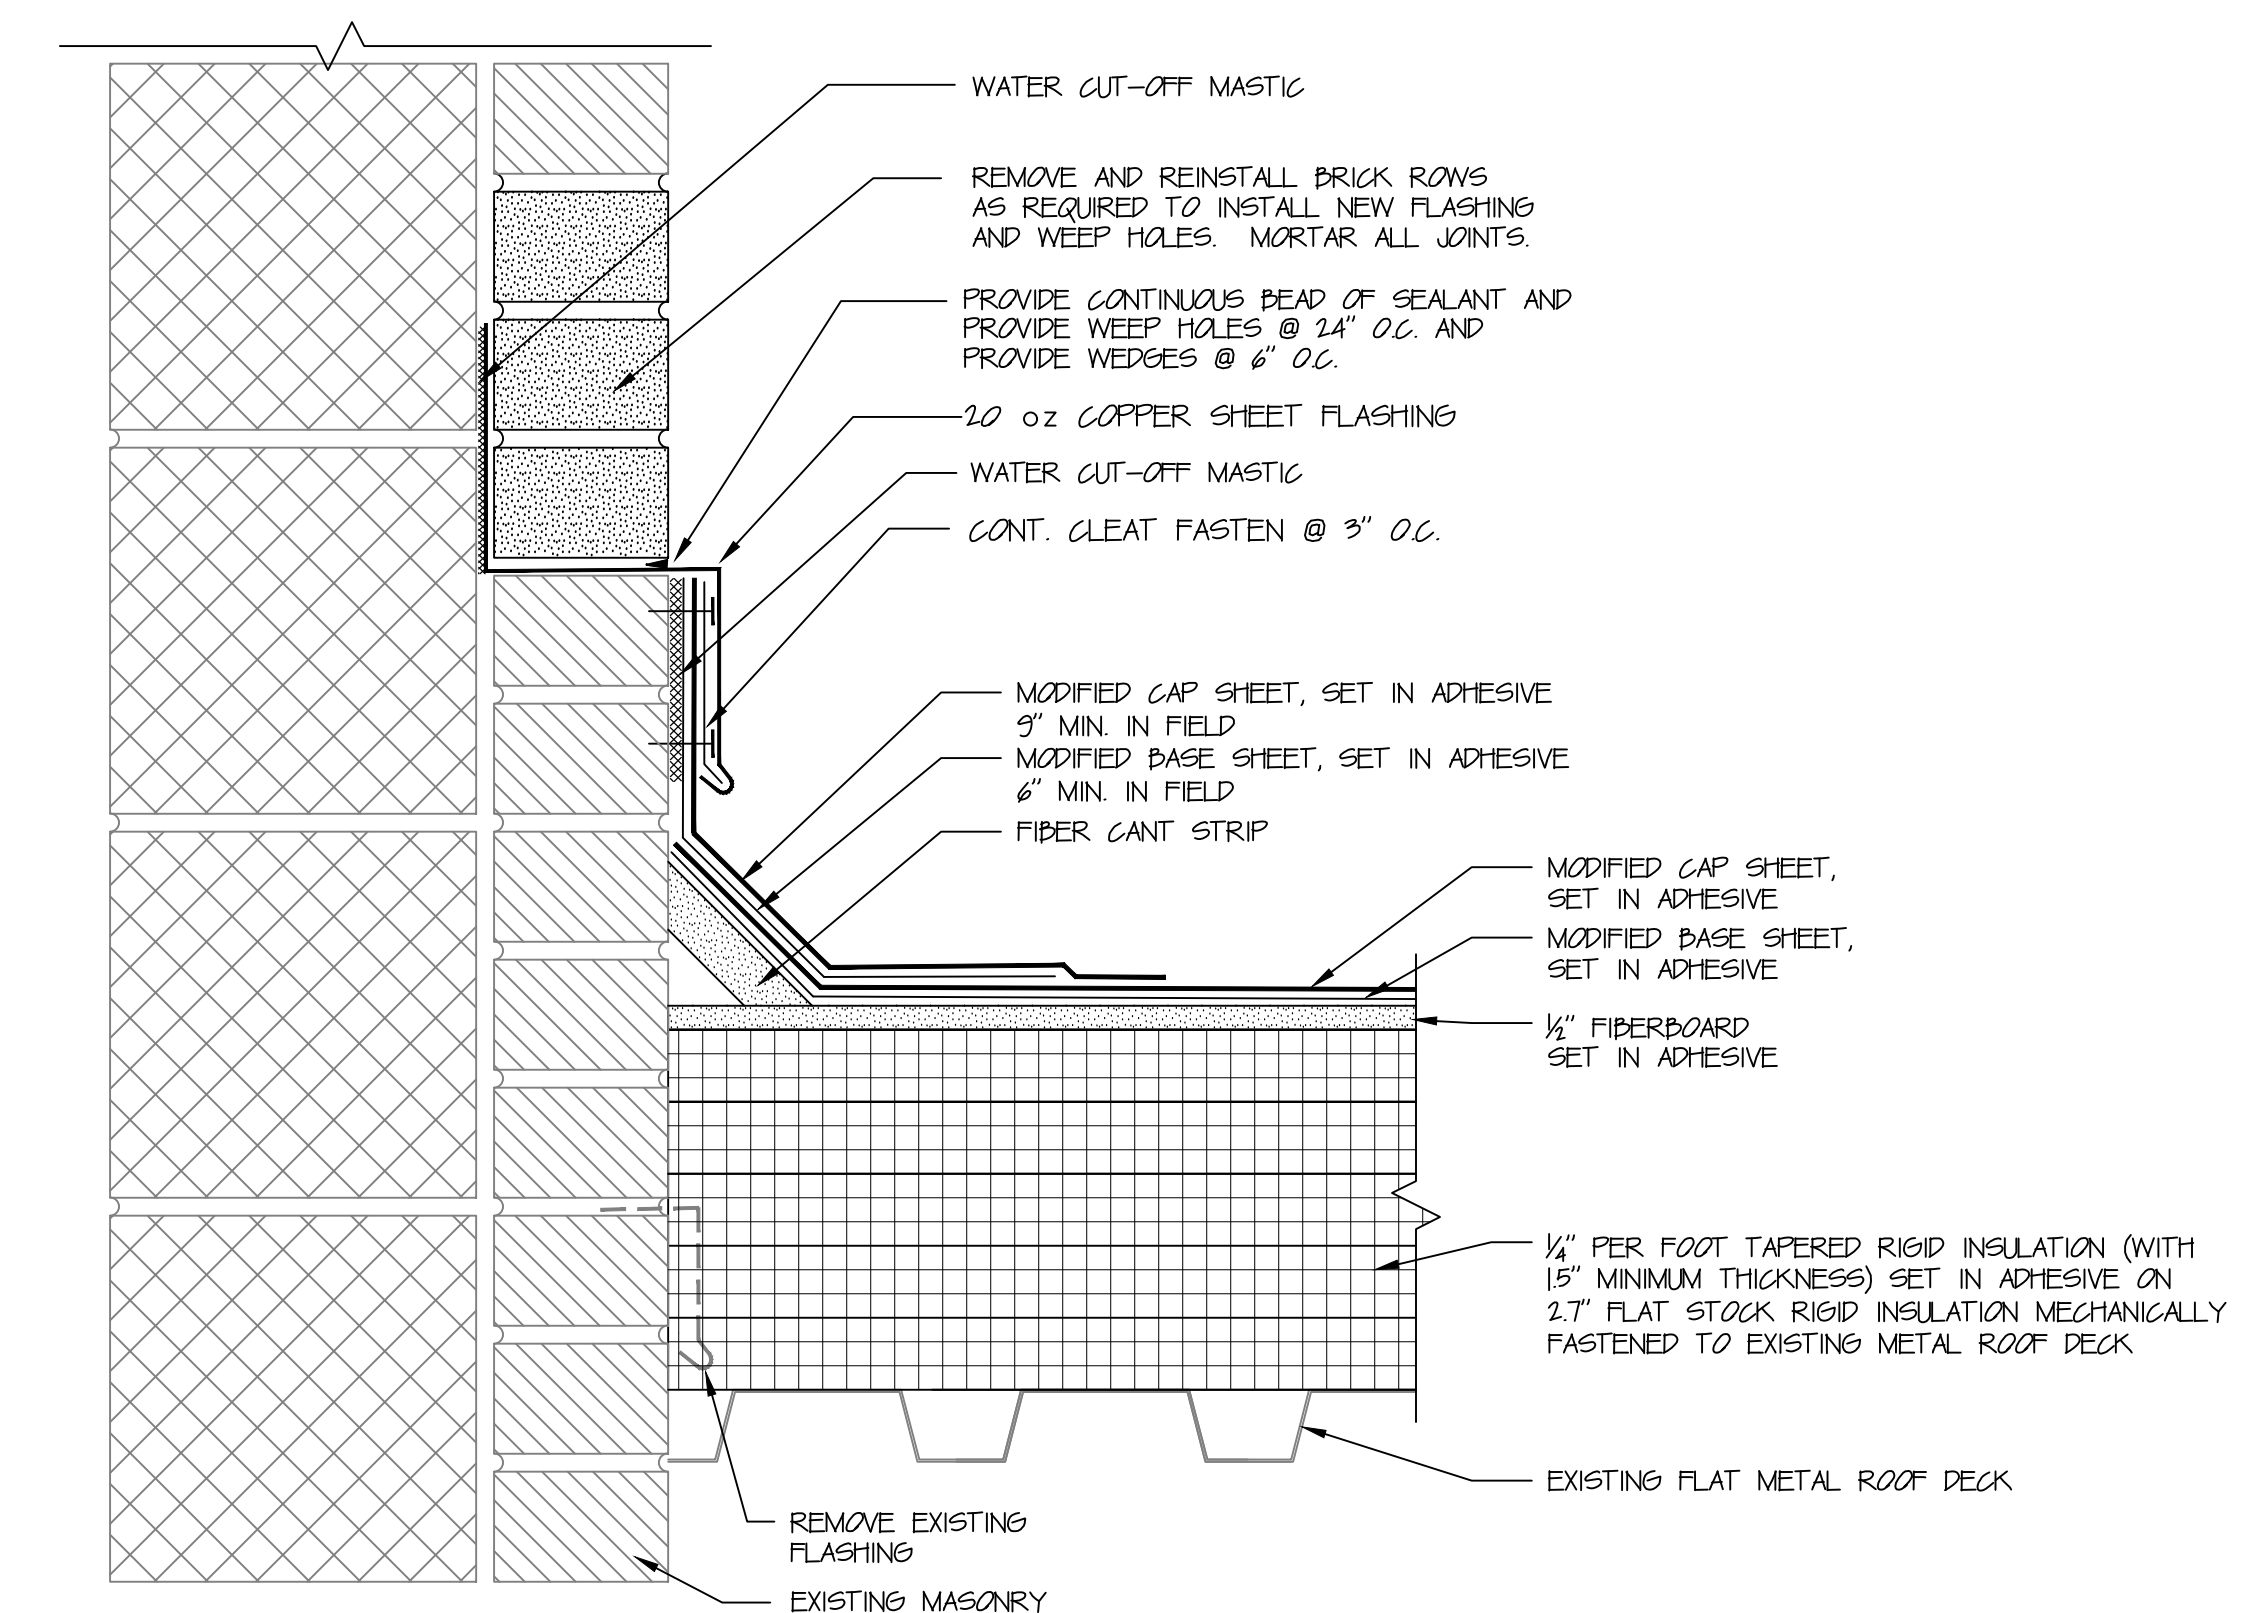 WATER CUT-OFF MASTIC
REMOVE AND REINSTALL BRICK ROWS
AS REQUIRED TO INSTALL NEW FLASHING
AND WEEP HOLES. MORTAR ALL JOINTS.
PROVIDE CONTINUOUS BEAD OF SEALANT AND
PROVIDE WEEP HOLES @ 24" O.C. AND
PROVIDE WEDGES @ 6" O.C.
20 oz COPPER SHEET FLASHING
WATER CUT-OFF MASTIC
CONT. CLEAT FASTEN @ 3" O.C.
MODIFIED CAP SHEET, SET IN ADHESIVE
9" MIN. IN FIELD
MODIFIED BASE SHEET, SET IN ADHESIVE
6" MIN. IN FIELD
FIBER CANT STRIP
MODIFIED CAP SHEET,
SET IN ADHESIVE
MODIFIED BASE SHEET,
SET IN ADHESIVE
1/2" FIBERBOARD
SET IN ADHESIVE
1/4" PER FOOT TAPERED RIGID INSULATION (WITH
1.5" MINIMUM THICKNESS) SET IN ADHESIVE ON
2.7" FLAT STOCK RIGID INSULATION MECHANICALLY
FASTENED TO EXISTING METAL ROOF DECK
EXISTING FLAT METAL ROOF DECK
REMOVE EXISTING
FLASHING
EXISTING MASONRY